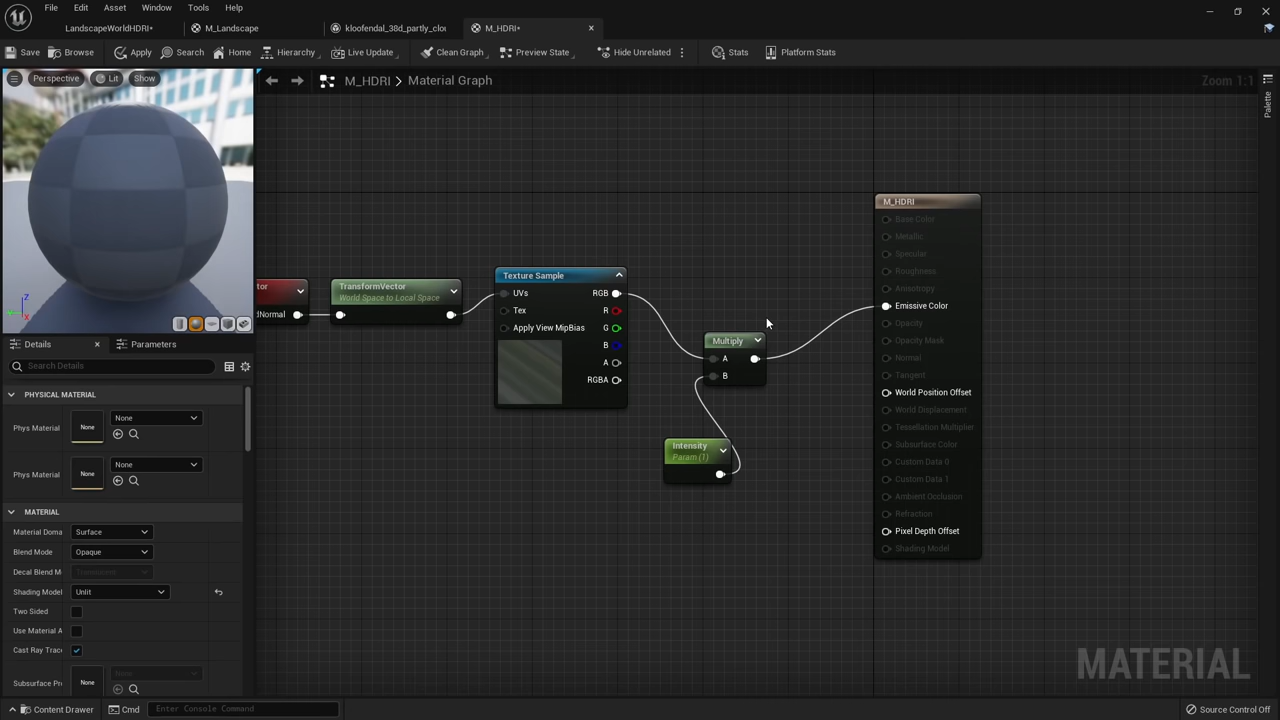 File Edit Asset Window Tools Help
LandscapeWorldHDRI* M_Landscape kloofendal_38d_partly_clou M_HDRI*
Save Browse Apply Search Home Hierarchy Live Update Clean Graph Preview State Hide Unrelated Stats Platform Stats
Perspective Lit Show
M_HDRI > Material Graph
Zoom 1:1
Palette
M_HDRI
Base Color
Metallic
Specular
Roughness
Anisotropy
Emissive Color
Opacity
Opacity Mask
Normal
Tangent
World Position Offset
World Displacement
Tessellation Multiplier
Subsurface Color
Custom Data 0
Custom Data 1
Ambient Occlusion
Refraction
Pixel Depth Offset
Shading Model
tor
dNormal
TransformVector
World Space to Local Space
Texture Sample
UVs RGB
Tex R
Apply View MipBias G
B
A
RGBA
Multiply
A
B
Intensity
Param (1)
Z
X
Details Parameters
Search Details
PHYSICAL MATERIAL
Phys Material None None
Phys Material None None
MATERIAL
Material Doma Surface
Blend Mode Opaque
Decal Blend M Translucent
Shading Model Unlit
Two Sided
Use Material A
Cast Ray Trace
Subsurface Pr None None
MATERIAL
Content Drawer Cmd Enter Console Command Source Control Off